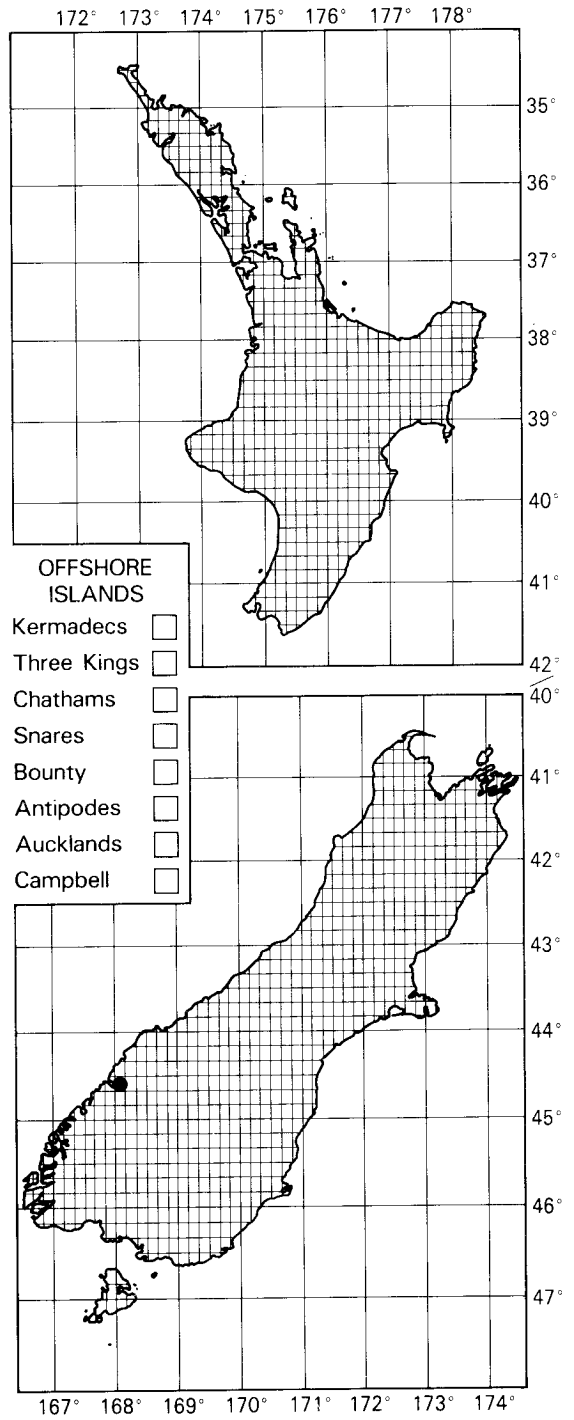 172° 173° 174° 175° 176° 177° 178°
35°
36°
37°
38°
39°
40°
41°
42°
OFFSHORE
ISLANDS
Kermadecs
Three Kings
Chathams
Snares
Bounty
Antipodes
Aucklands
Campbell
40°
41°
42°
43°
44°
45°
46°
47°
167° 168° 169° 170° 171° 172° 173° 174°